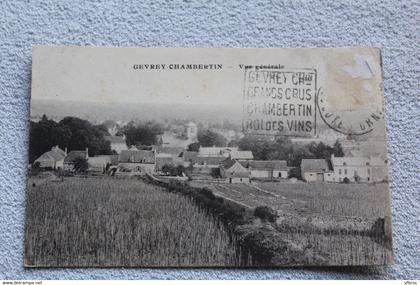 GEVREY-CHAMBERTIN — Vue générale
GEVREY CHin
GRANDS CRUS
CHAMBERTIN
ROI DES VINS